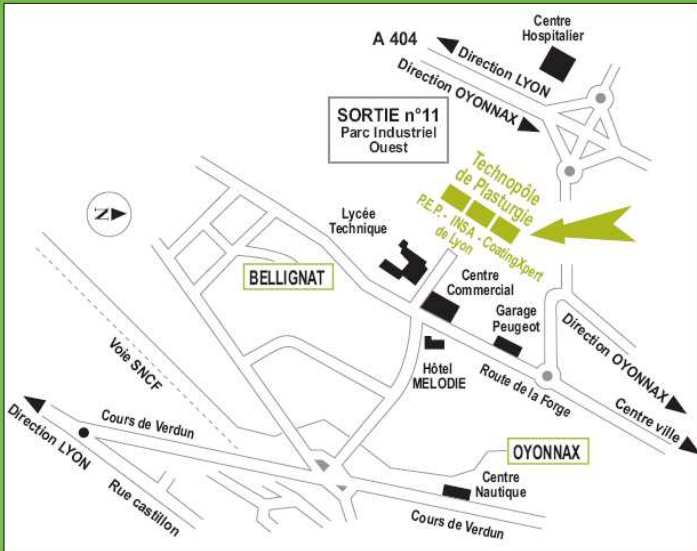 Centre
Hospitalier
A 404
Direction LYON
Direction OYONNAX
SORTIE n°11
Parc Industriel
Ouest
Technopôle
de Plasturgie
P.E.P. - INSA - CoatingXpert
de Lyon
N
Lycée
Technique
BELLIGNAT
Centre
Commercial
Garage
Peugeot
Direction OYONNAX
Voie SNCF
Hôtel
MELODIE
Route de la Forge
Centre ville
Direction LYON
Cours de Verdun
Rue castillon
OYONNAX
Centre
Nautique
Cours de Verdun